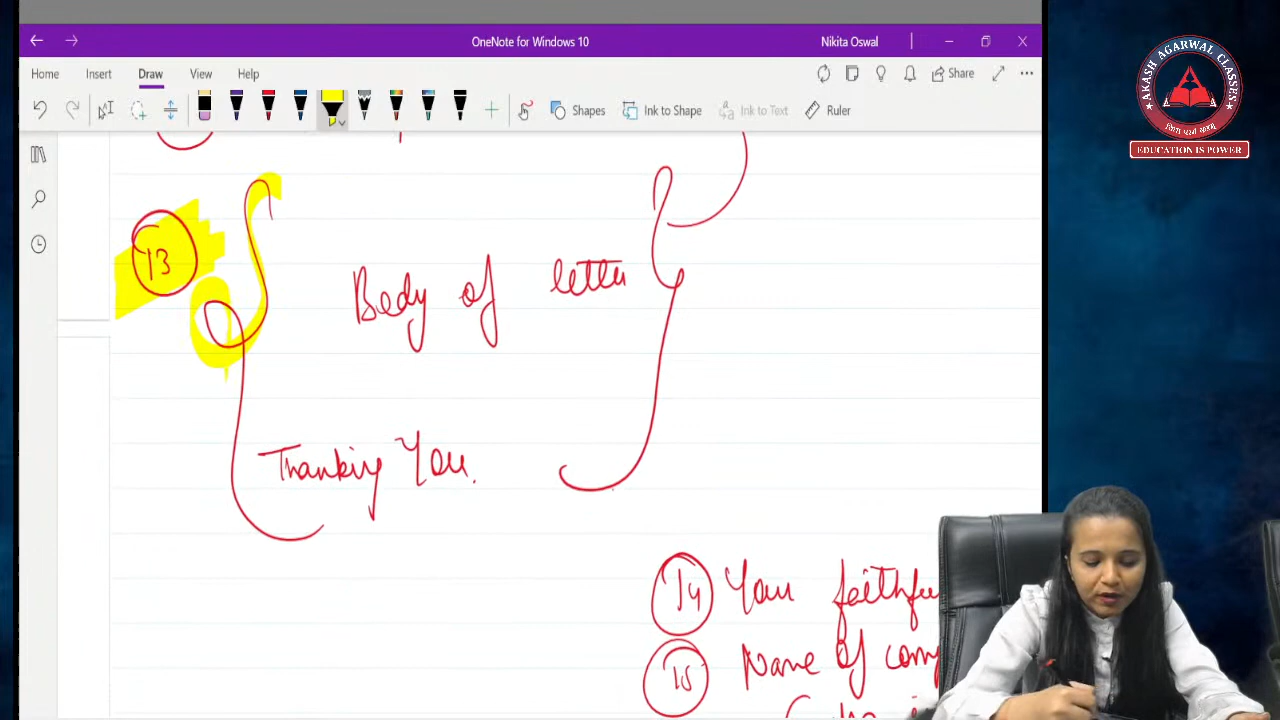 OneNote for Windows 10
Nikita Oswal
Home Insert Draw View Help
Share
Shapes Ink to Shape Ink to Text Ruler
13
Body of letter
Thanking You.
14 Your faithfu
15 Name of comp
AKASH AGARWAL CLASSES
EDUCATION IS POWER